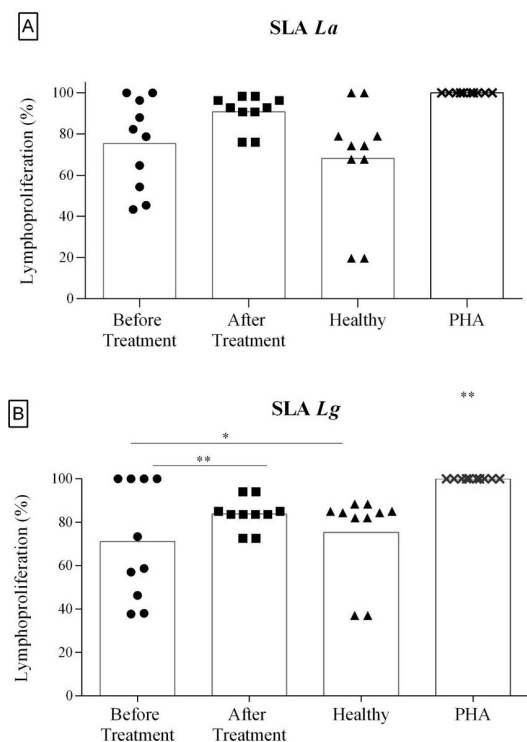 A
SLA La
Lymphoproliferation (%)
100
80
60
40
20
0
Before Treatment
After Treatment
Healthy
PHA
B
SLA Lg
**
*
**
Lymphoproliferation (%)
100
80
60
40
20
0
Before Treatment
After Treatment
Healthy
PHA